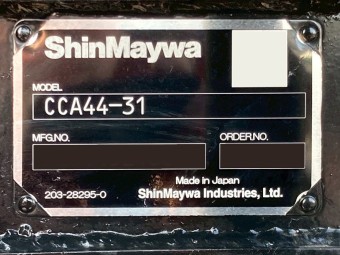 ShinMaywa
MODEL
CCA44-31
MFG.NO. ORDER.NO.
Made in Japan
203-28295-0 ShinMaywa Industries, Ltd.